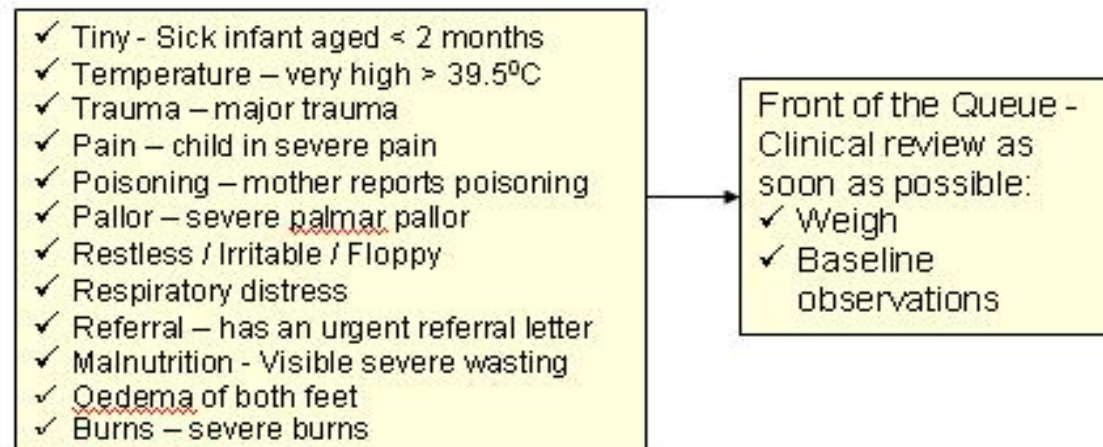 ✓ Tiny - Sick infant aged < 2 months
✓ Temperature – very high > 39.5⁰C
✓ Trauma – major trauma
✓ Pain – child in severe pain
✓ Poisoning – mother reports poisoning
✓ Pallor – severe palmar pallor
✓ Restless / Irritable / Floppy
✓ Respiratory distress
✓ Referral – has an urgent referral letter
✓ Malnutrition - Visible severe wasting
✓ Oedema of both feet
✓ Burns – severe burns
Front of the Queue -
Clinical review as
soon as possible:
✓ Weigh
✓ Baseline
observations